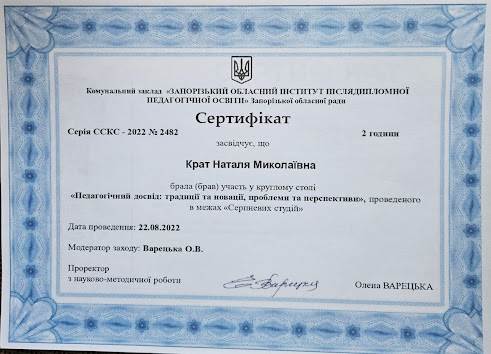 Комунальний заклад «ЗАПОРІЗЬКИЙ ОБЛАСНИЙ ІНСТИТУТ ПІСЛЯДИПЛОМНОЇ
ПЕДАГОГІЧНОЇ ОСВІТИ» Запорізької обласної ради
Сертифікат
Серія ССКС - 2022 № 2482 2 години
засвідчує, що
Крат Наталя Миколаївна
брала (брав) участь у круглому столі
«Педагогічний досвід: традиції та новації, проблеми та перспективи», проведеного
в межах «Серпневих студій»
Дата проведення: 22.08.2022
Модератор заходу: Варецька О.В.
Проректор
з науково-методичної роботи Є. Варецька Олена ВАРЕЦЬКА